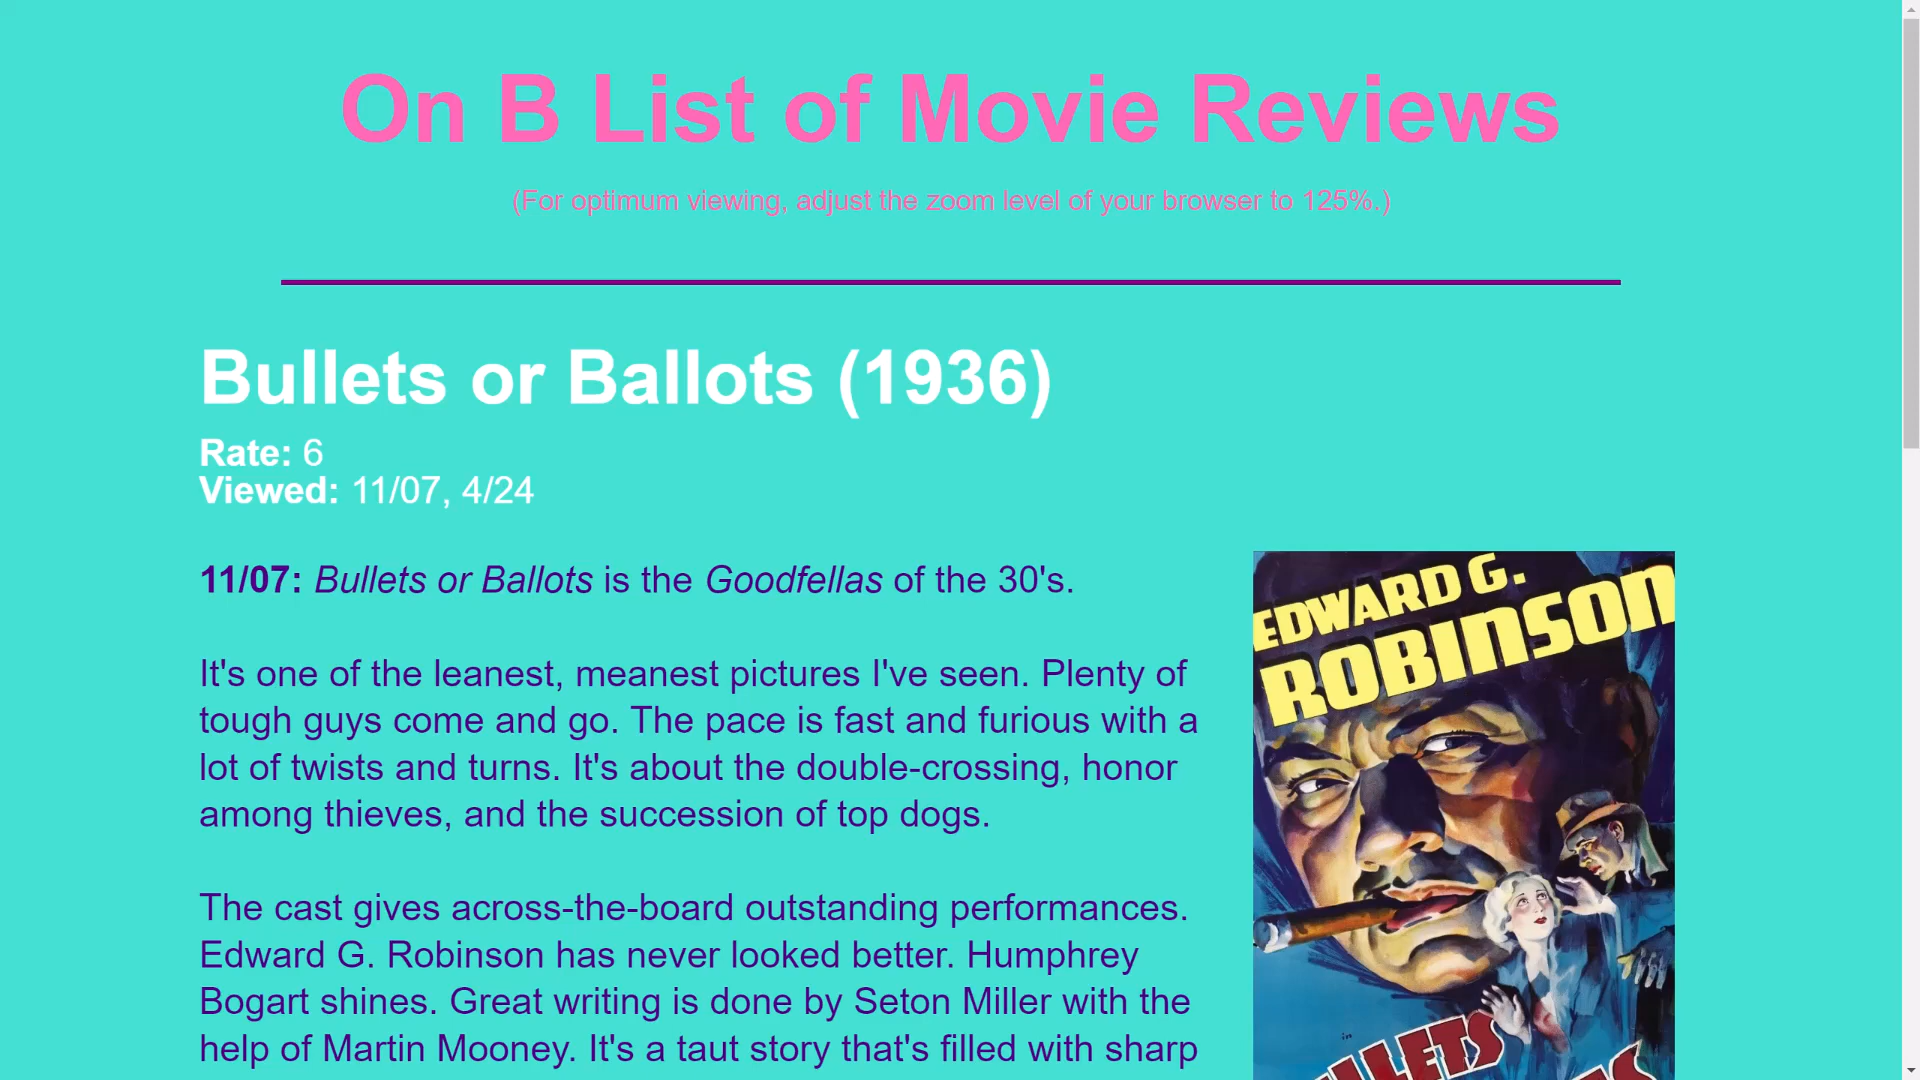 On B List of Movie Reviews
(For optimum viewing, adjust the zoom level of your browser to 125%.)
Bullets or Ballots (1936)
Rate: 6
Viewed: 11/07, 4/24
11/07: Bullets or Ballots is the Goodfellas of the 30's.
It's one of the leanest, meanest pictures I've seen. Plenty of
tough guys come and go. The pace is fast and furious with a
lot of twists and turns. It's about the double-crossing, honor
among thieves, and the succession of top dogs.
The cast gives across-the-board outstanding performances.
Edward G. Robinson has never looked better. Humphrey
Bogart shines. Great writing is done by Seton Miller with the
help of Martin Mooney. It's a taut story that's filled with sharp
EDWARD G.
ROBINSON
in